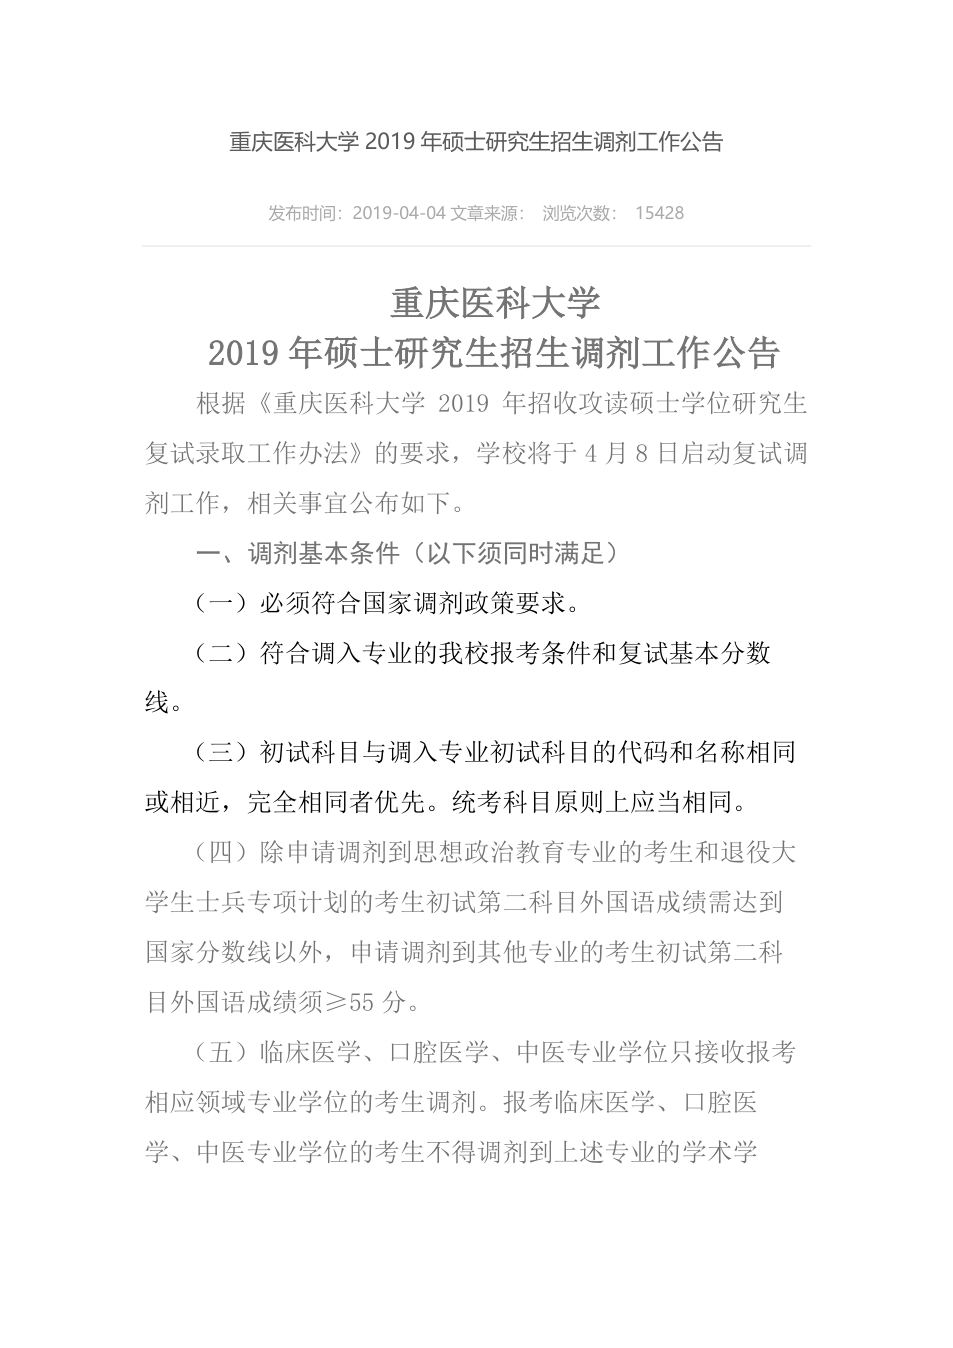 重庆医科大学 2019 年硕士研究生招生调剂工作公告
发布时间：2019-04-04 文章来源： 浏览次数： 15428
重庆医科大学
2019 年硕士研究生招生调剂工作公告
根据《重庆医科大学 2019 年招收攻读硕士学位研究生
复试录取工作办法》的要求，学校将于 4 月 8 日启动复试调
剂工作，相关事宜公布如下。
一、调剂基本条件（以下须同时满足）
（一）必须符合国家调剂政策要求。
（二）符合调入专业的我校报考条件和复试基本分数
线。
（三）初试科目与调入专业初试科目的代码和名称相同
或相近，完全相同者优先。统考科目原则上应当相同。
（四）除申请调剂到思想政治教育专业的考生和退役大
学生士兵专项计划的考生初试第二科目外国语成绩需达到
国家分数线以外，申请调剂到其他专业的考生初试第二科
目外国语成绩须≥55 分。
（五）临床医学、口腔医学、中医专业学位只接收报考
相应领域专业学位的考生调剂。报考临床医学、口腔医
学、中医专业学位的考生不得调剂到上述专业的学术学